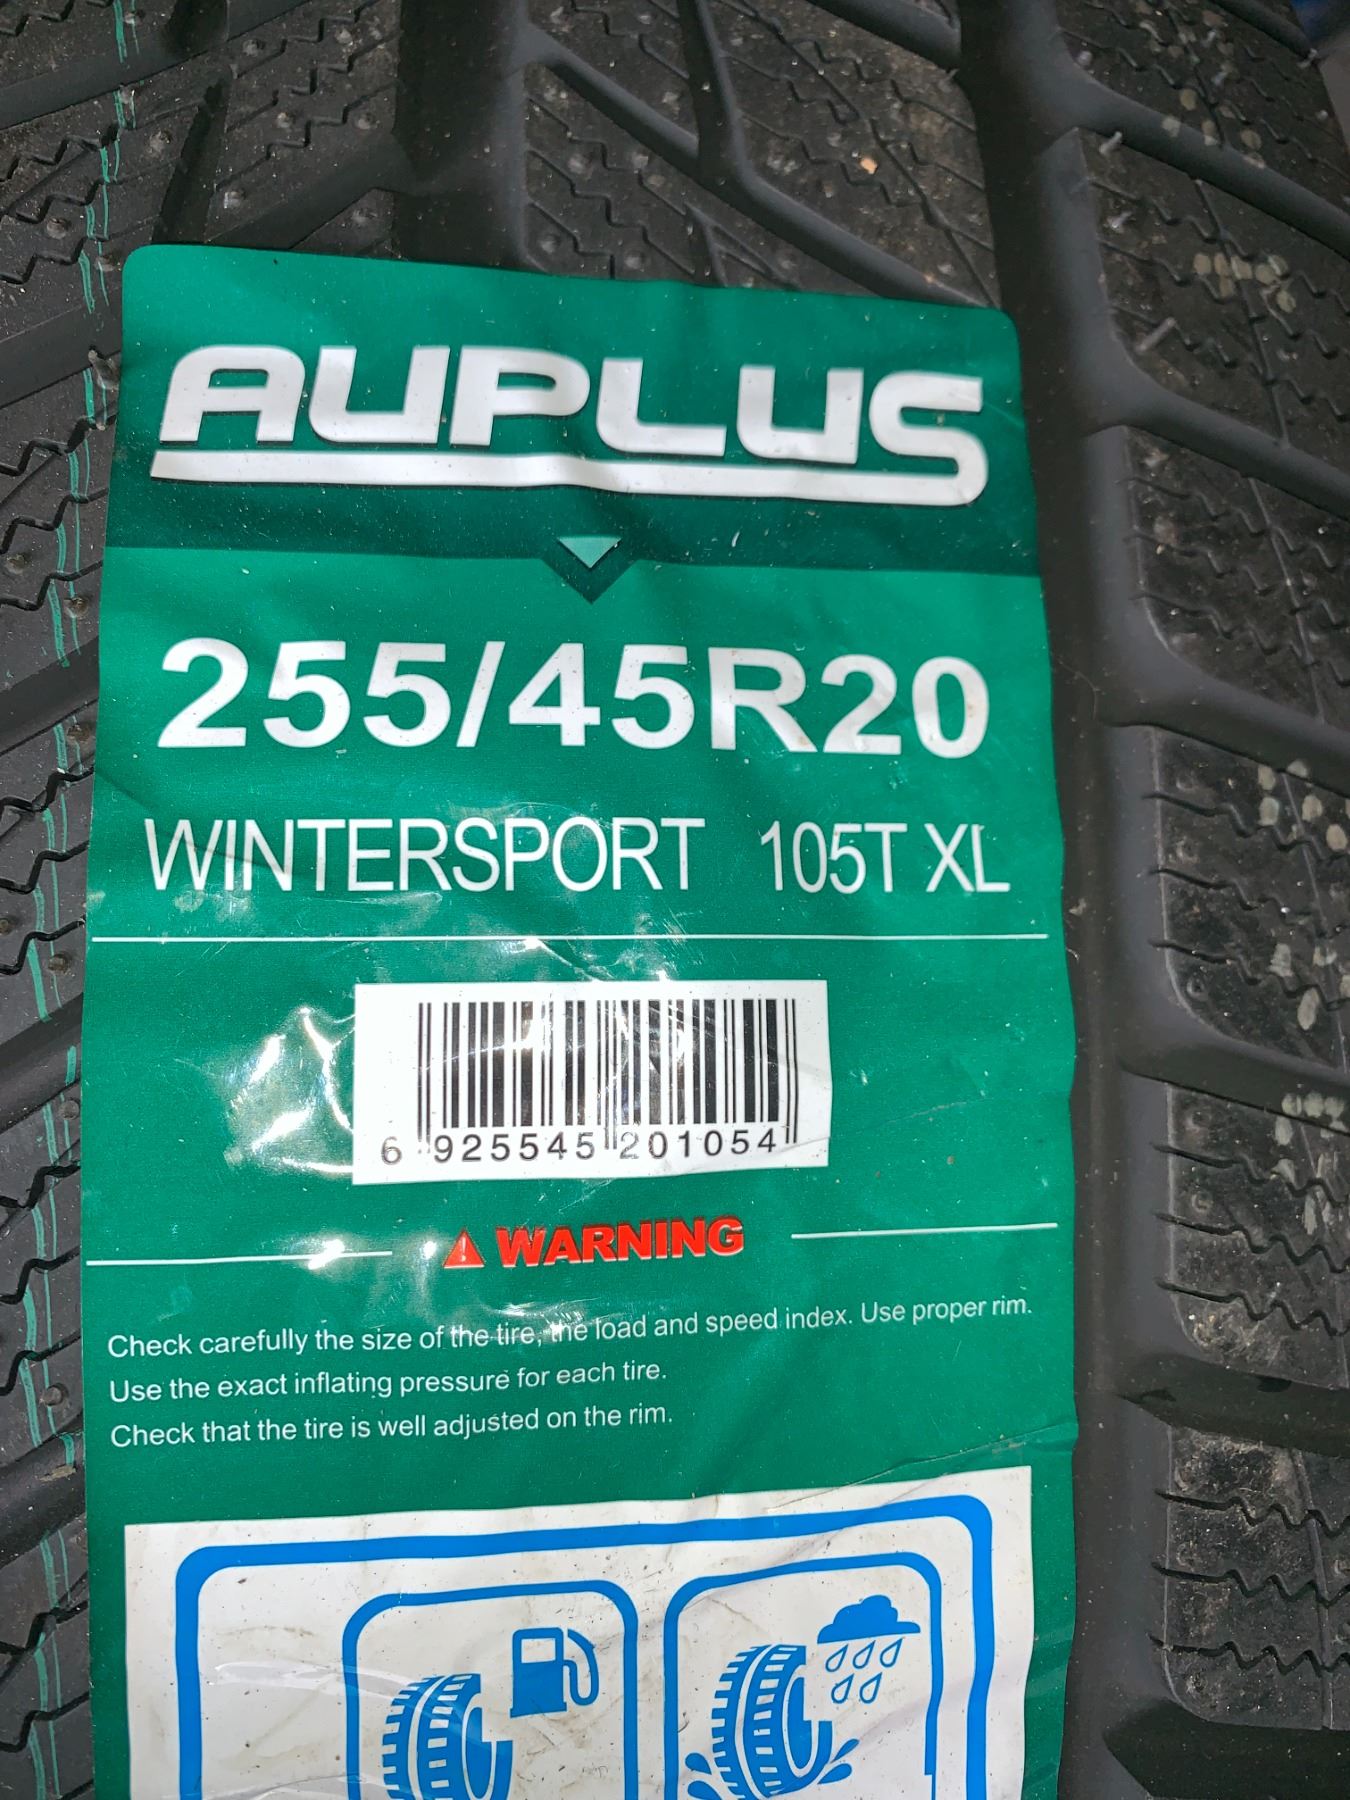 AUPLUS
255/45R20
WINTERSPORT 105T XL
6 925545 201054
WARNING
Check carefully the size of the tire, the load and speed index. Use proper rim.
Use the exact inflating pressure for each tire.
Check that the tire is well adjusted on the rim.